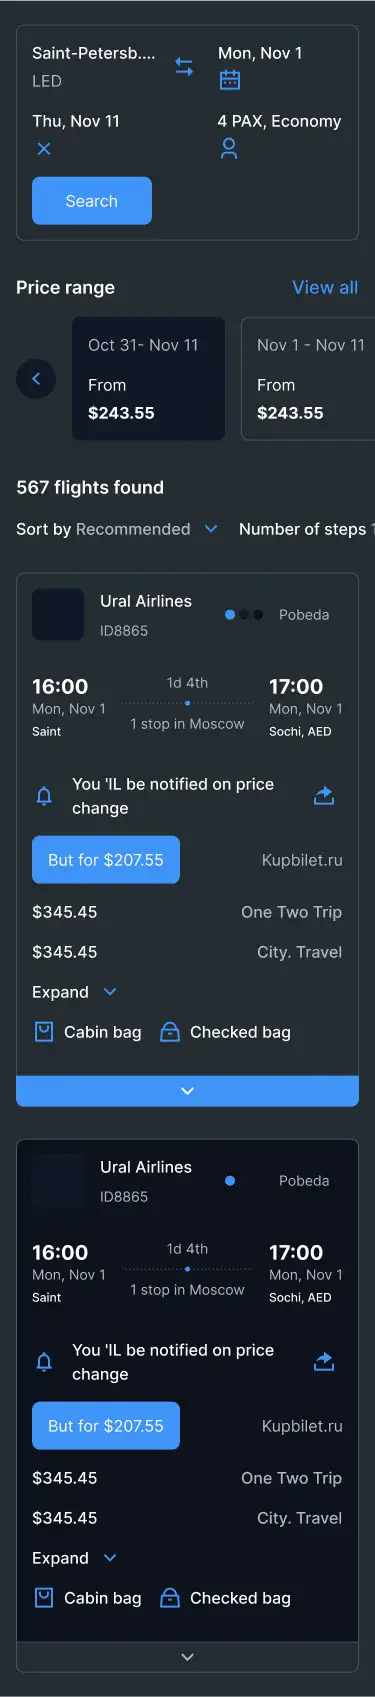 Saint-Petersb....
Mon, Nov 1
LED
Thu, Nov 11
4 PAX, Economy
Search
Price range
View all
Oct 31- Nov 11
From
$243.55
Nov 1 - Nov 11
From
$243.55
567 flights found
Sort by Recommended
Number of steps 1
Ural Airlines
ID8865
Pobeda
16:00
Mon, Nov 1
Saint
1d 4th
1 stop in Moscow
17:00
Mon, Nov 1
Sochi, AED
You 'IL be notified on price
change
But for $207.55
Kupbilet.ru
$345.45
One Two Trip
$345.45
City. Travel
Expand
Cabin bag
Checked bag
Ural Airlines
ID8865
Pobeda
16:00
Mon, Nov 1
Saint
1d 4th
1 stop in Moscow
17:00
Mon, Nov 1
Sochi, AED
You 'IL be notified on price
change
But for $207.55
Kupbilet.ru
$345.45
One Two Trip
$345.45
City. Travel
Expand
Cabin bag
Checked bag